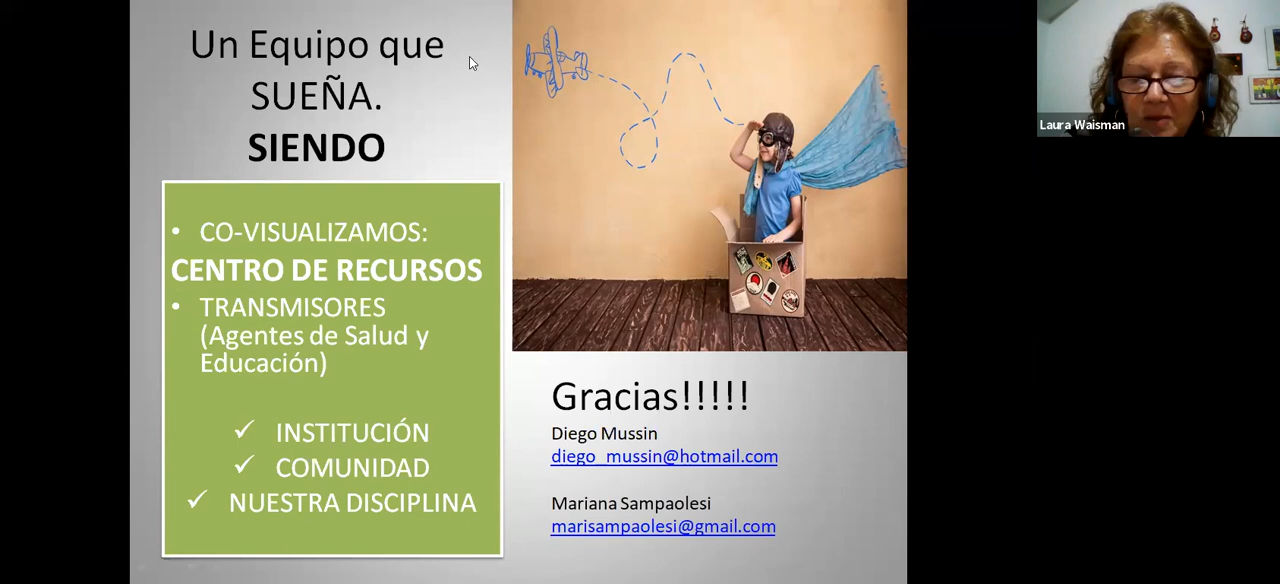 Un Equipo que
SUEÑA.
SIENDO
• CO-VISUALIZAMOS:
CENTRO DE RECURSOS
• TRANSMISORES
(Agentes de Salud y
Educación)
✓ INSTITUCIÓN
✓ COMUNIDAD
✓ NUESTRA DISCIPLINA
Gracias!!!!!
Diego Mussin
diego_mussin@hotmail.com
Mariana Sampaolesi
marisampaolesi@gmail.com
Laura Waisman